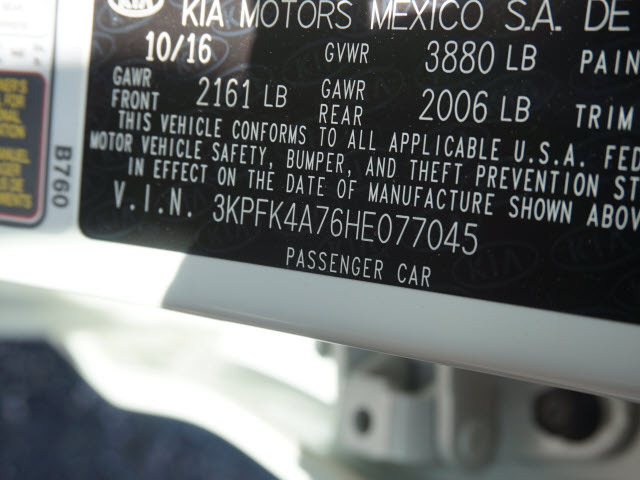 KIA MOTORS MEXICO S.A. DE
10/16 GVWR 3880 LB PAIN
GAWR FRONT 2161 LB GAWR REAR 2006 LB TRIM
THIS VEHICLE CONFORMS TO ALL APPLICABLE U.S.A. FED
MOTOR VEHICLE SAFETY, BUMPER, AND THEFT PREVENTION ST
IN EFFECT ON THE DATE OF MANUFACTURE SHOWN ABOV
V.I.N. 3KPFK4A76HE077045
PASSENGER CAR
B760
KIA